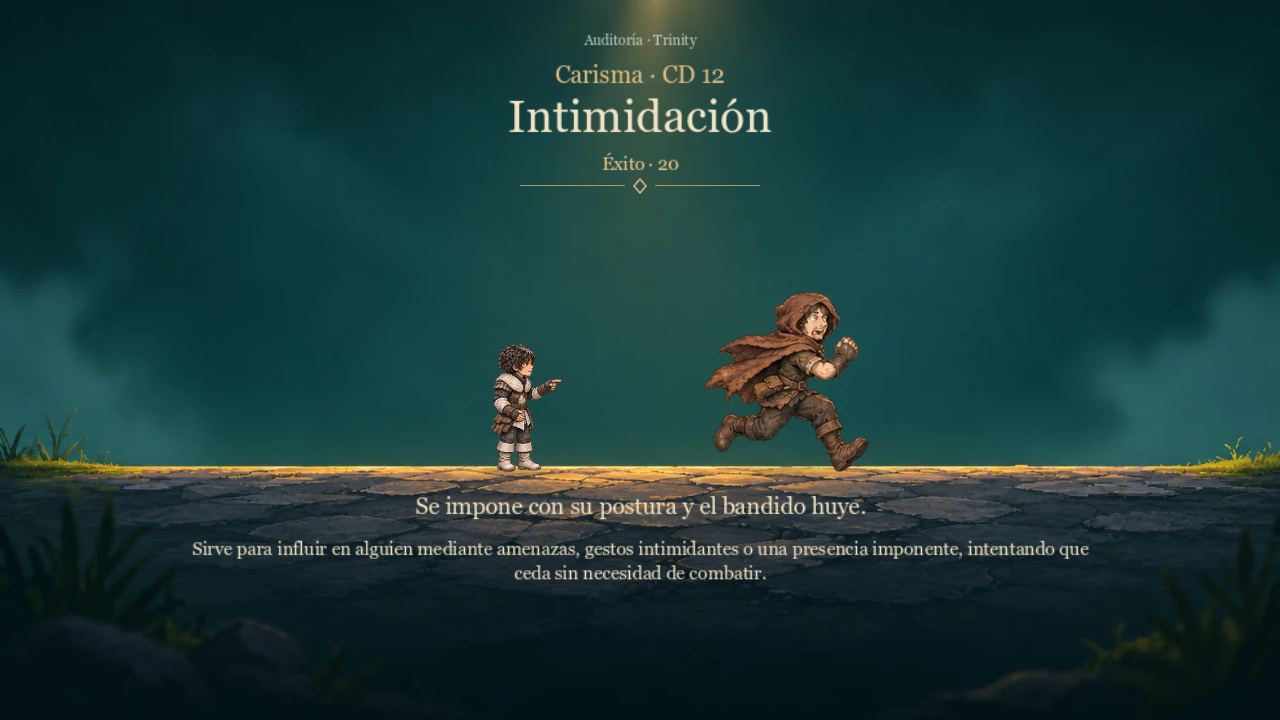 Auditoría · Trinity
Carisma · CD 12
Intimidación
Éxito · 20
Se impone con su postura y el bandido huye.
Sirve para influir en alguien mediante amenazas, gestos intimidantes o una presencia imponente, intentando que
ceda sin necesidad de combatir.